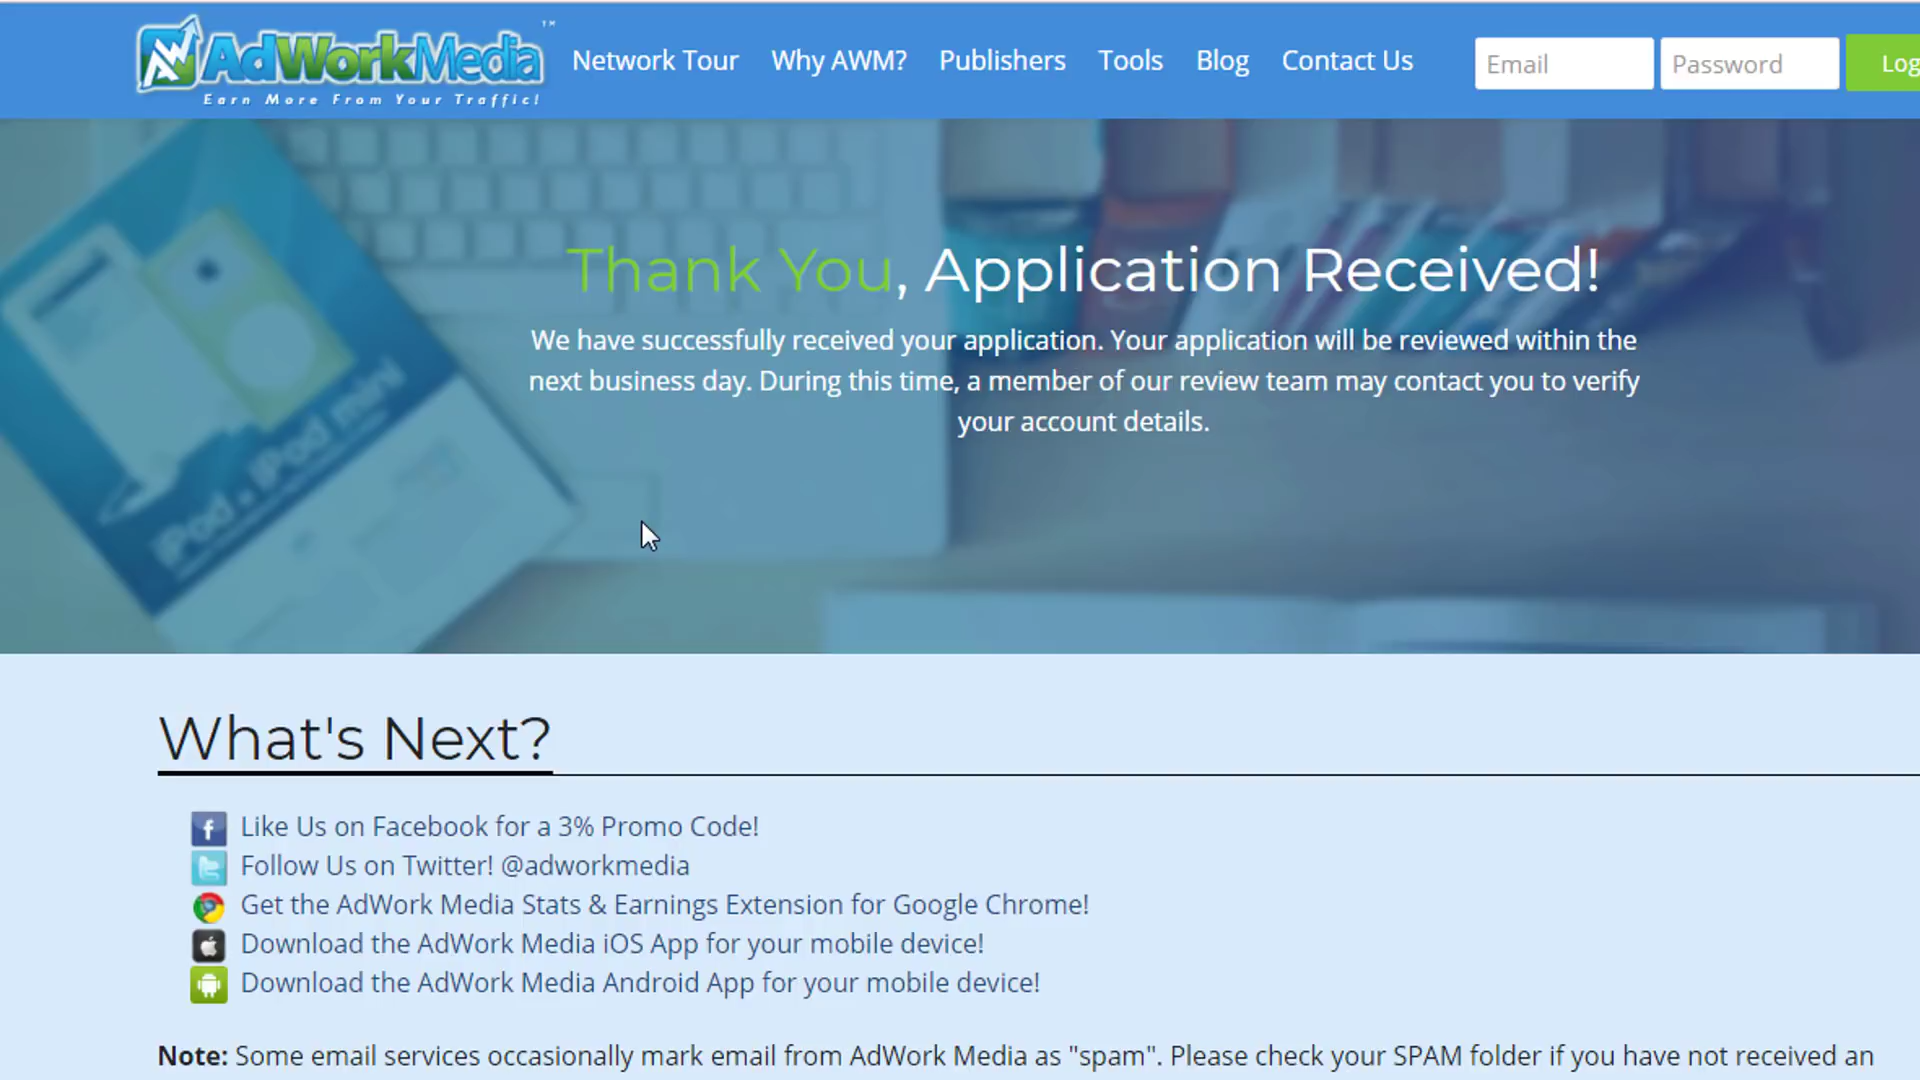 AdWorkMedia™
Earn More From Your Traffic!
Network Tour Why AWM? Publishers Tools Blog Contact Us Email Password Log
Thank You, Application Received!
We have successfully received your application. Your application will be reviewed within the
next business day. During this time, a member of our review team may contact you to verify
your account details.
iPod + iPod mini
What's Next?
Like Us on Facebook for a 3% Promo Code!
Follow Us on Twitter! @adworkmedia
Get the AdWork Media Stats & Earnings Extension for Google Chrome!
Download the AdWork Media iOS App for your mobile device!
Download the AdWork Media Android App for your mobile device!
Note: Some email services occasionally mark email from AdWork Media as "spam". Please check your SPAM folder if you have not received an